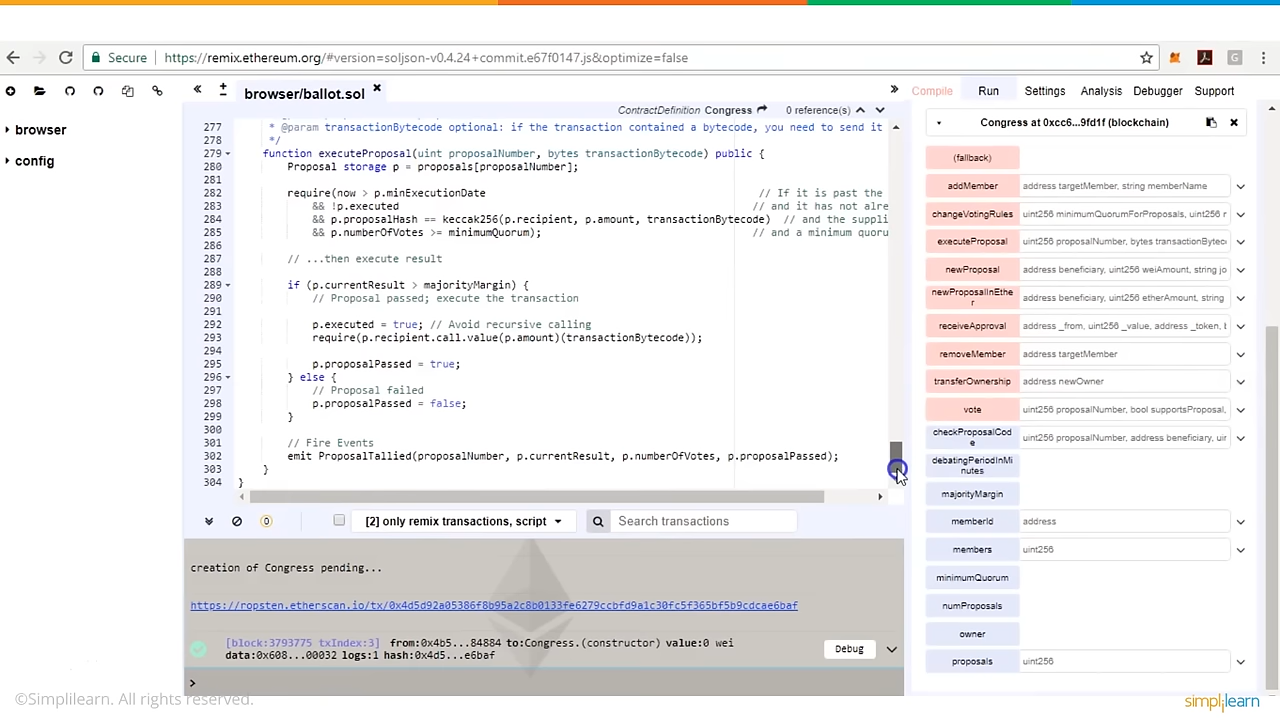 Secure
https://remix.ethereum.org/#version=soljson-v0.4.24+commit.e67f0147.js&optimize=false
browser/ballot.sol
Compile Run Settings Analysis Debugger Support
browser
config
ContractDefinition Congress 0 reference(s)
277 * @param transactionBytecode optional: if the transaction contained a bytecode, you need to send it
278 */
279 function executeProposal(uint proposalNumber, bytes transactionBytecode) public {
280 Proposal storage p = proposals[proposalNumber];
281
282 require(now > p.minExecutionDate // If it is past the
283 && !p.executed // and it has not alre
284 && p.proposalHash == keccak256(p.recipient, p.amount, transactionBytecode) // and the suppli
285 && p.numberOfVotes >= minimumQuorum); // and a minimum quoru
286
287 // ...then execute result
288
289 if (p.currentResult > majorityMargin) {
290 // Proposal passed; execute the transaction
291
292 p.executed = true; // Avoid recursive calling
293 require(p.recipient.call.value(p.amount)(transactionBytecode));
294
295 p.proposalPassed = true;
296 } else {
297 // Proposal failed
298 p.proposalPassed = false;
299 }
300
301 // Fire Events
302 emit ProposalTallied(proposalNumber, p.currentResult, p.numberOfVotes, p.proposalPassed);
303 }
304 }
0 [2] only remix transactions, script Search transactions
creation of Congress pending...
https://ropsten.etherscan.io/tx/0x4d5d92a05386f8b95a2c8b0133fe6279ccbfd9a1c30fc5f365bf5b9cdcae6baf
[block:3793775 txIndex:3] from:0x4b5...84884 to:Congress.(constructor) value:0 wei
data:0x608...00032 logs:1 hash:0x4d5...e6baf
Debug
>
Congress at 0xcc6...9fd1f (blockchain)
(fallback)
addMember address targetMember, string memberName
changeVotingRules uint256 minimumQuorumForProposals, uint256 r
executeProposal uint256 proposalNumber, bytes transactionBytec
newProposal address beneficiary, uint256 weiAmount, string jo
newProposalInEthe
r address beneficiary, uint256 etherAmount, string
receiveApproval address _from, uint256 _value, address _token, b
removeMember address targetMember
transferOwnership address newOwner
vote uint256 proposalNumber, bool supportsProposal,
checkProposalCod
e uint256 proposalNumber, address beneficiary, uir
debatingPeriodInMi
nutes
majorityMargin
memberId address
members uint256
minimumQuorum
numProposals
owner
proposals uint256
©Simplilearn. All rights reserved.
simplilearn